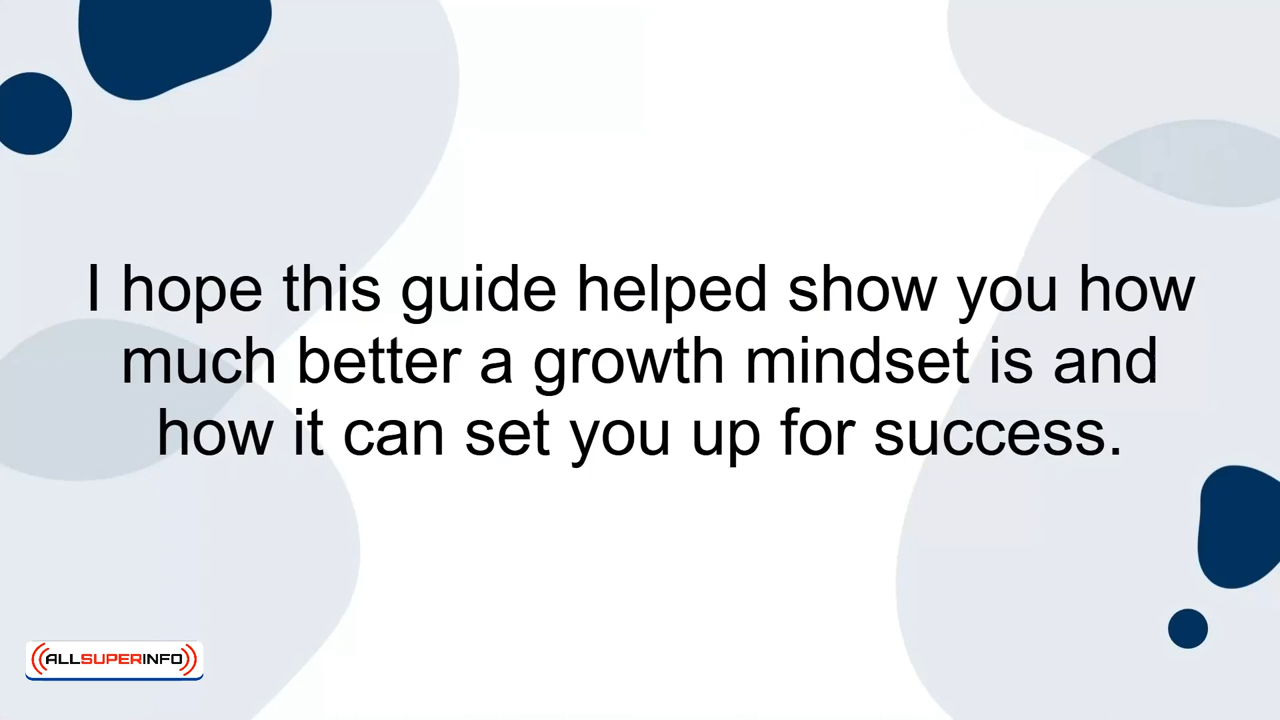 I hope this guide helped show you how
much better a growth mindset is and
how it can set you up for success.
ALLSUPERINFO